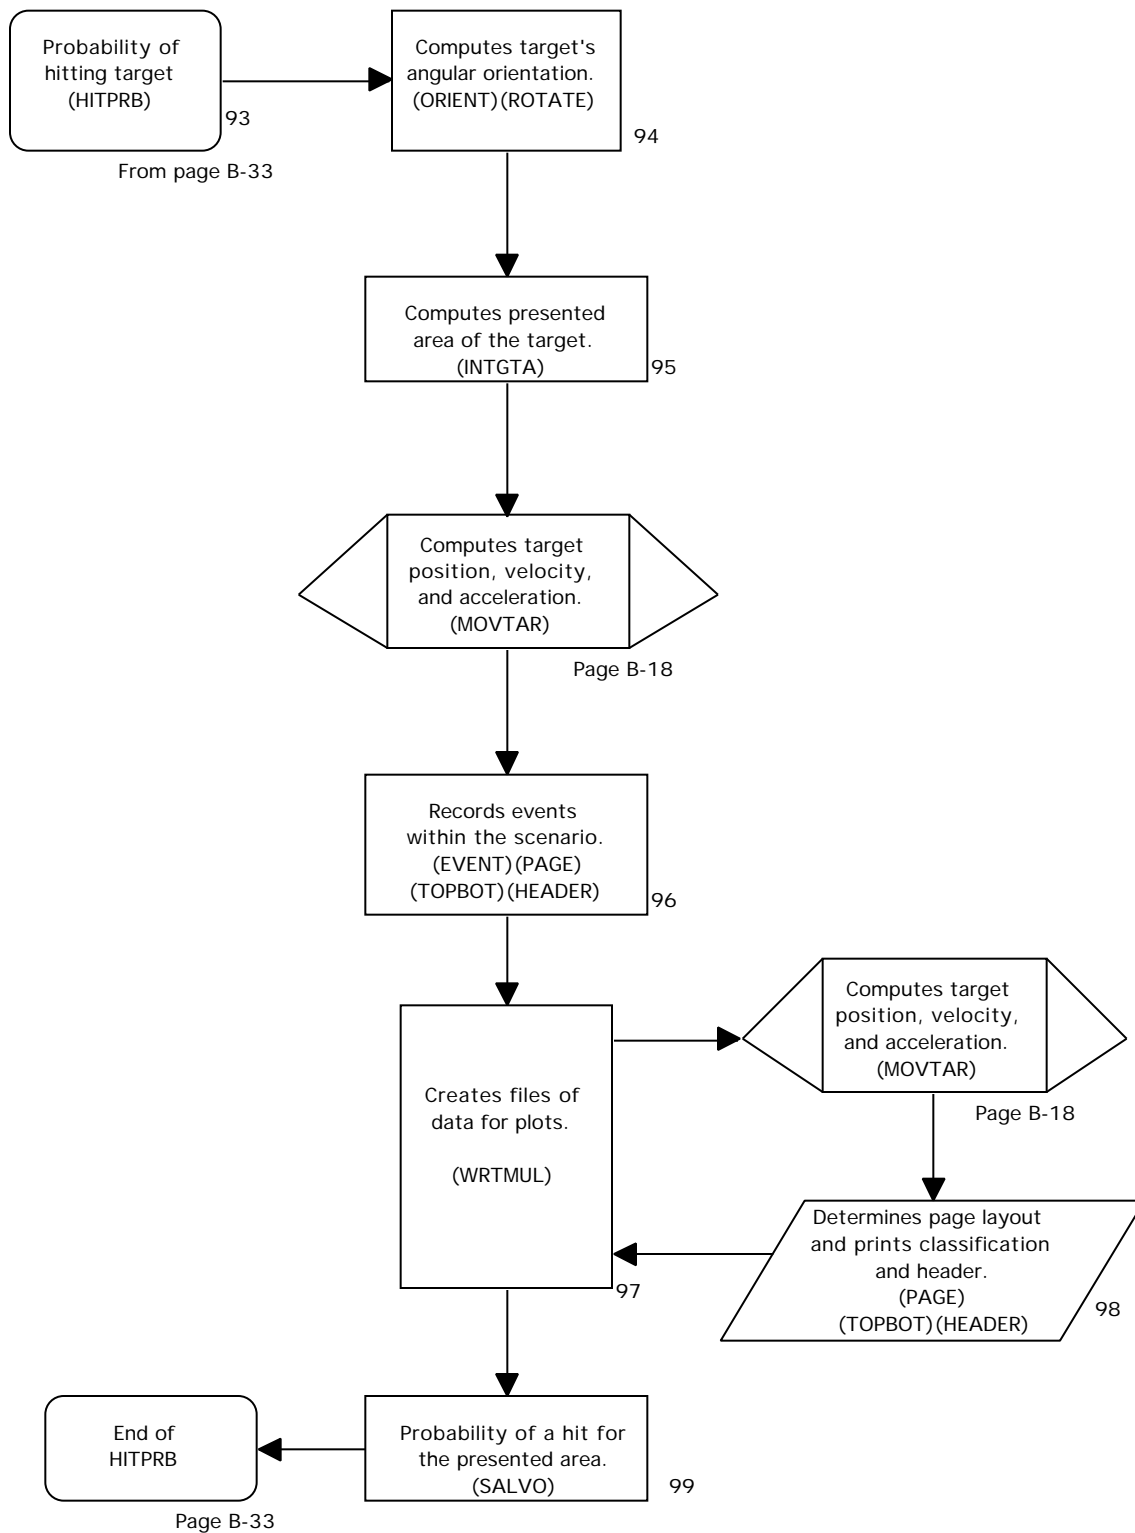 Probability of
hitting target
(HITPRB)
93
From page B-33
Computes target's
angular orientation.
(ORIENT)(ROTATE)
94
Computes presented
area of the target.
(INTGTA)
95
Computes target
position, velocity,
and acceleration.
(MOVTAR)
Page B-18
Records events
within the scenario.
(EVENT)(PAGE)
(TOPBOT)(HEADER)
96
Creates files of
data for plots.
(WRTMUL)
97
Computes target
position, velocity,
and acceleration.
(MOVTAR)
Page B-18
Determines page layout
and prints classification
and header.
(PAGE)
(TOPBOT)(HEADER)
98
Probability of a hit for
the presented area.
(SALVO)
99
End of
HITPRB
Page B-33